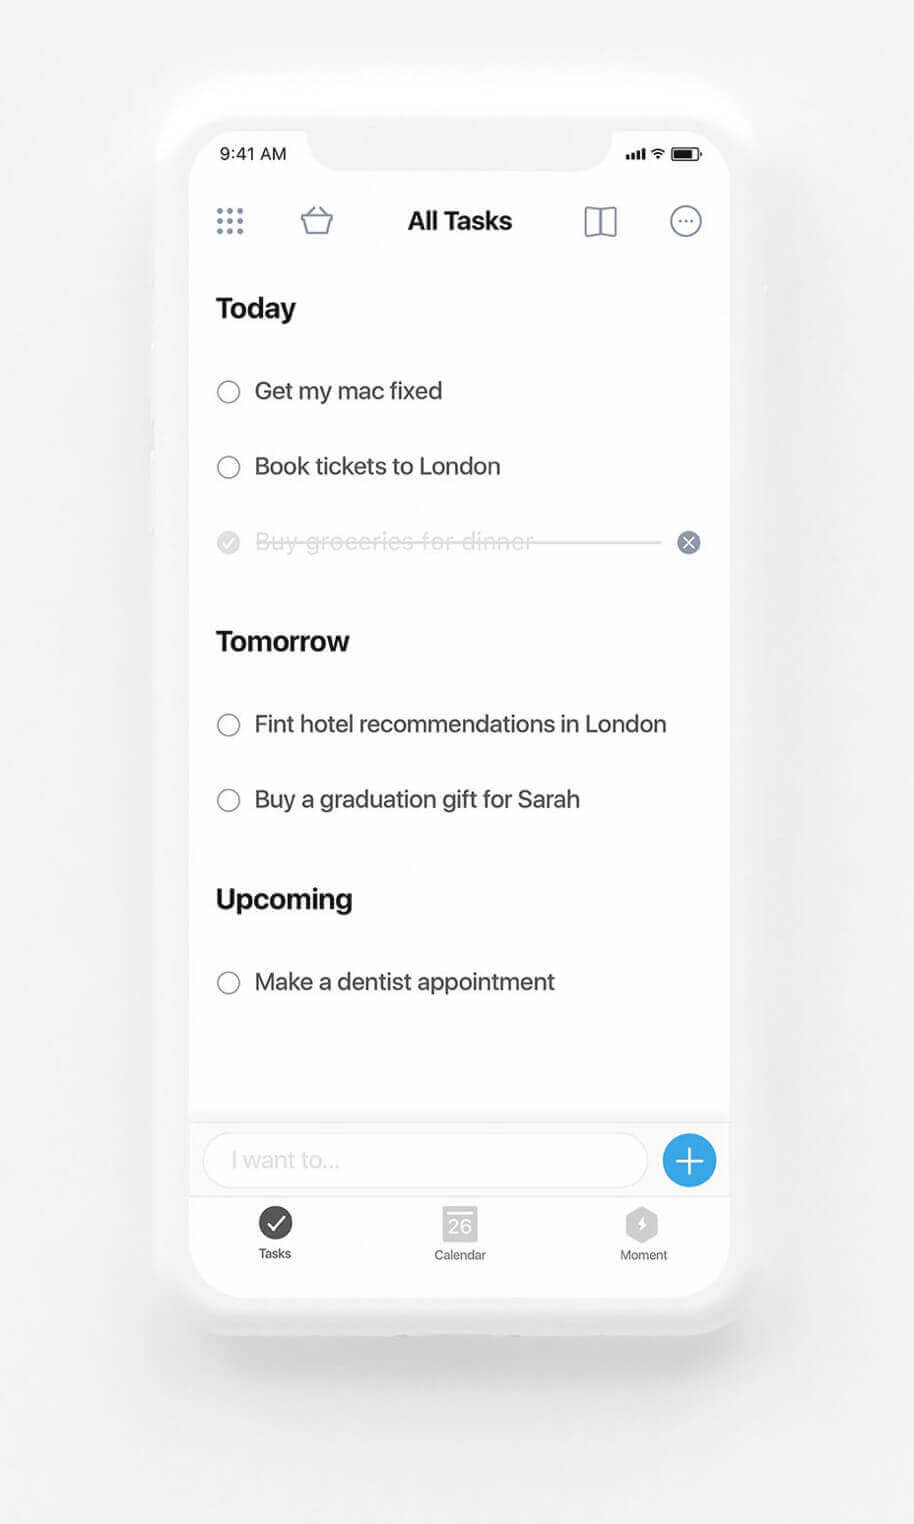 9:41 AM
All Tasks
Today
Get my mac fixed
Book tickets to London
Buy groceries for dinner
Tomorrow
Fint hotel recommendations in London
Buy a graduation gift for Sarah
Upcoming
Make a dentist appointment
I want to...
26
Tasks
Calendar
Moment